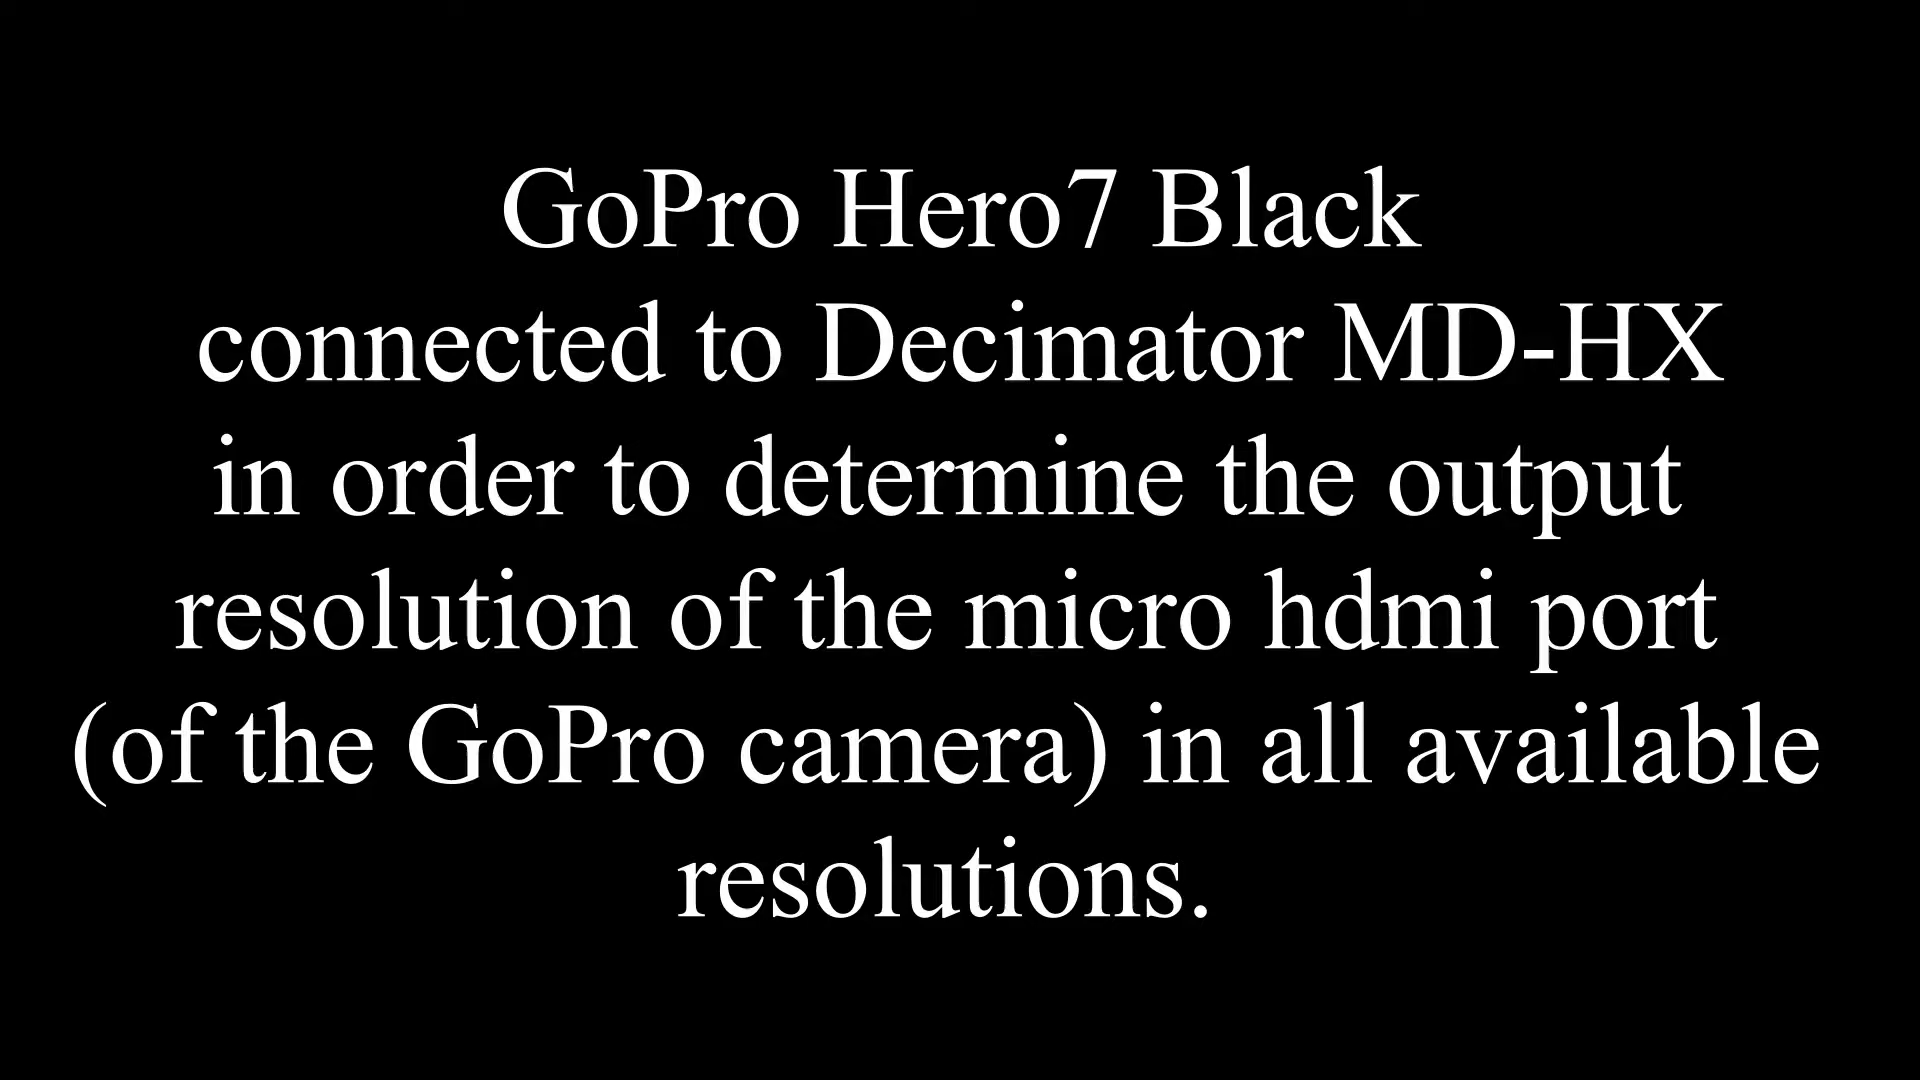 GoPro Hero7 Black
connected to Decimator MD-HX
in order to determine the output
resolution of the micro hdmi port
(of the GoPro camera) in all available
resolutions.